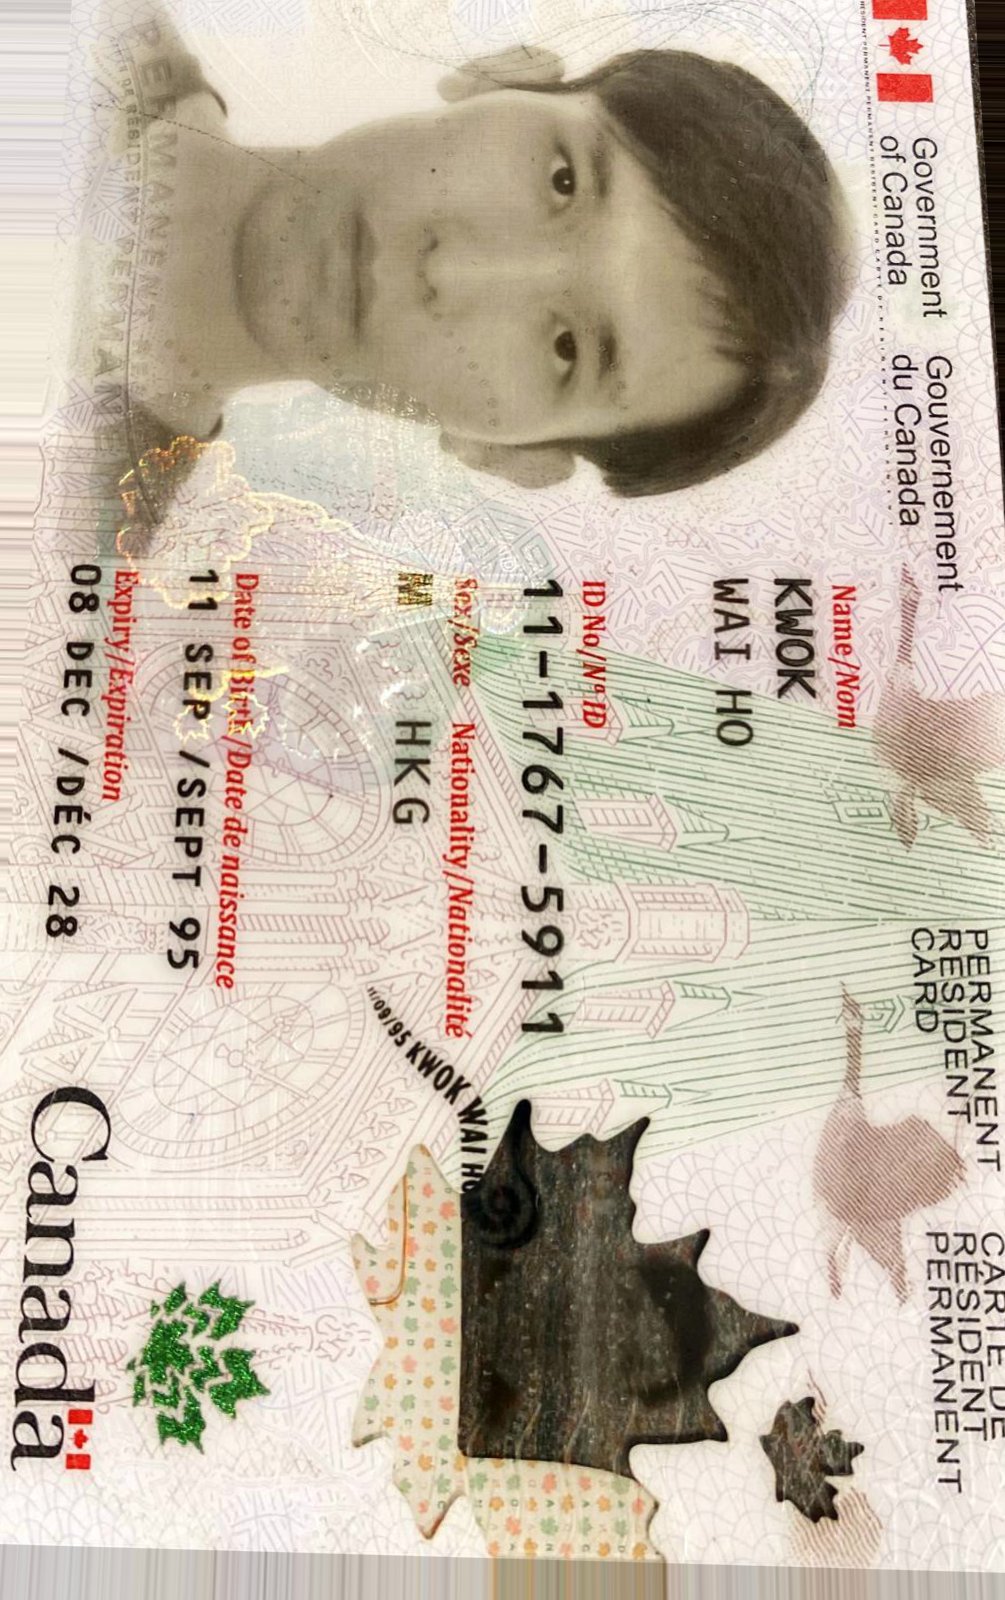 Government of Canada
Gouvernement du Canada
PERMANENT RESIDENT CARD
CARTE DE RÉSIDENT PERMANENT
Name/Nom
KWOK
WAI HO
ID No/Nº ID
11-1767-5911
Sex/Sexe Nationality/Nationalité
M HKG
Date of Birth/Date de naissance
11 SEP /SEPT 95
Expiry/Expiration
08 DEC /DÉC 28
11/09/95 KWOK WAI HO
Canada